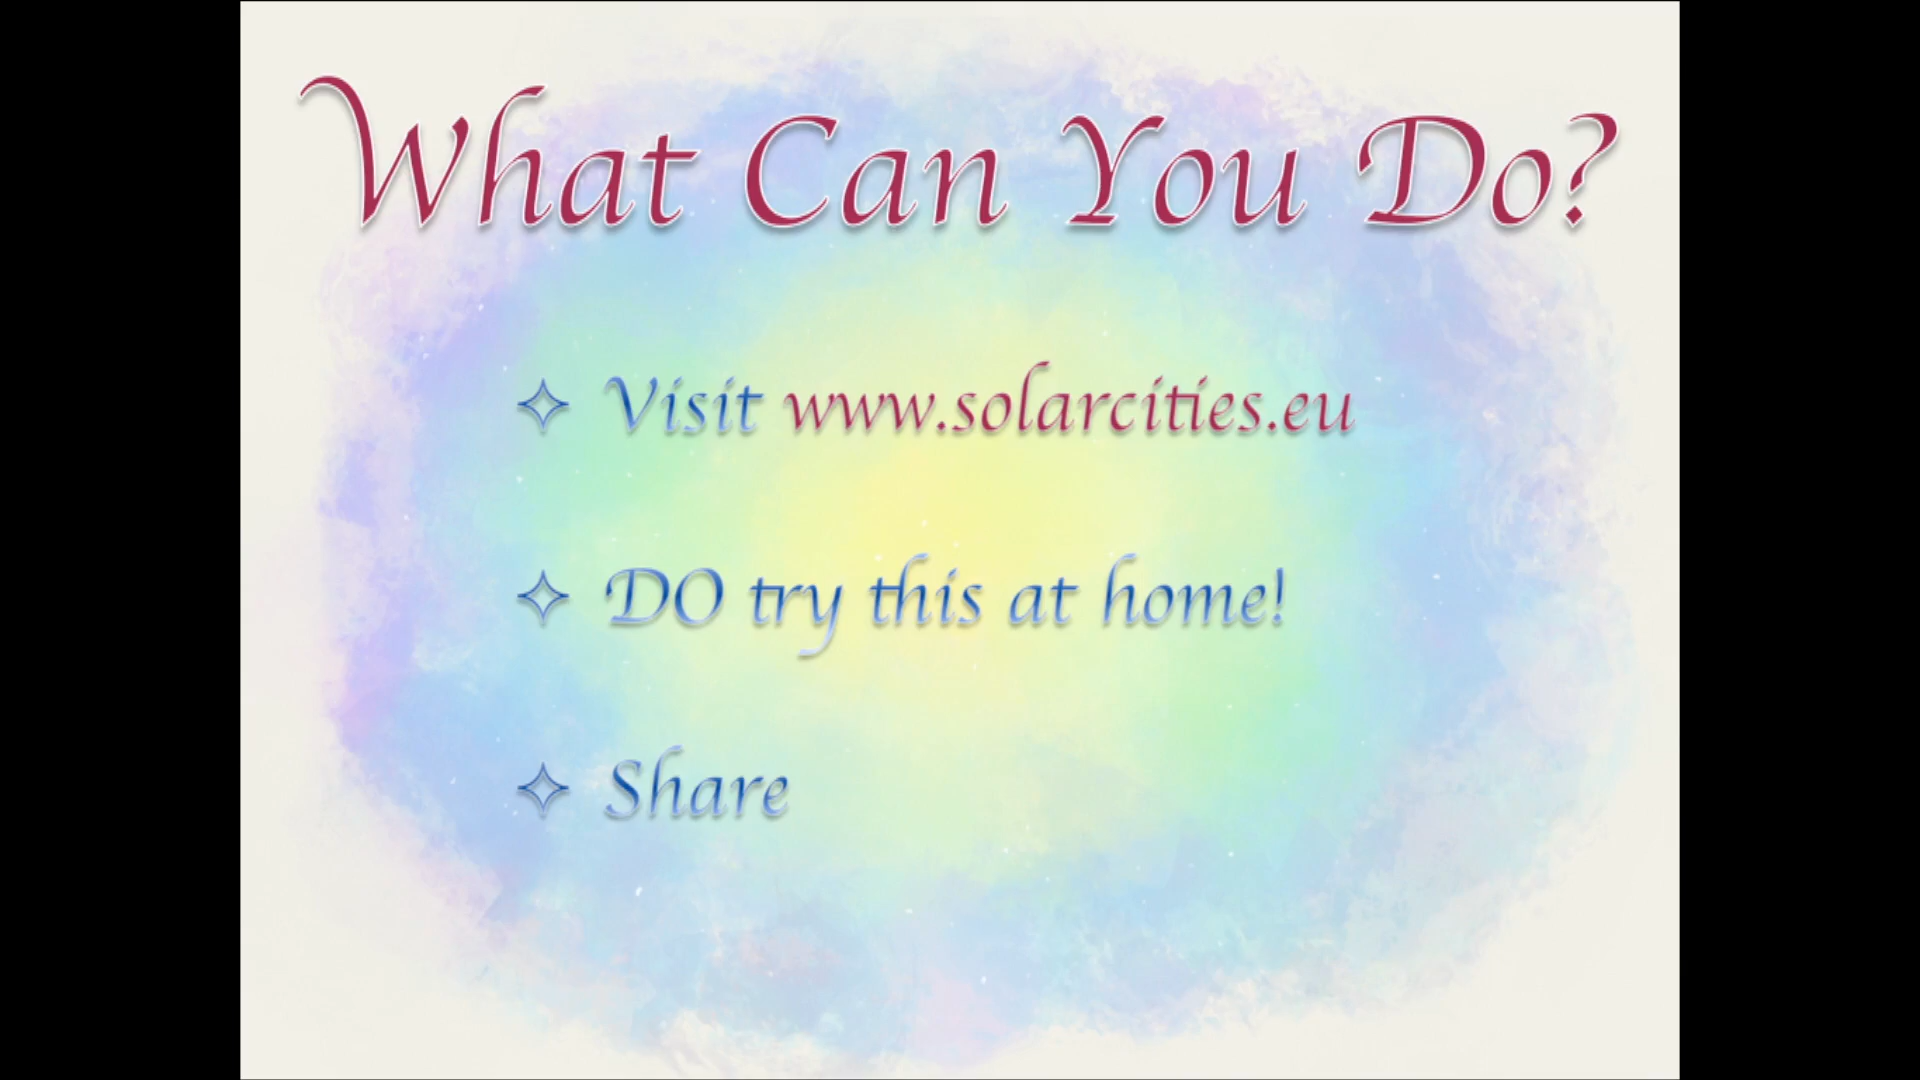 What Can You Do?
✧ Visit www.solarcities.eu
✧ DO try this at home!
✧ Share